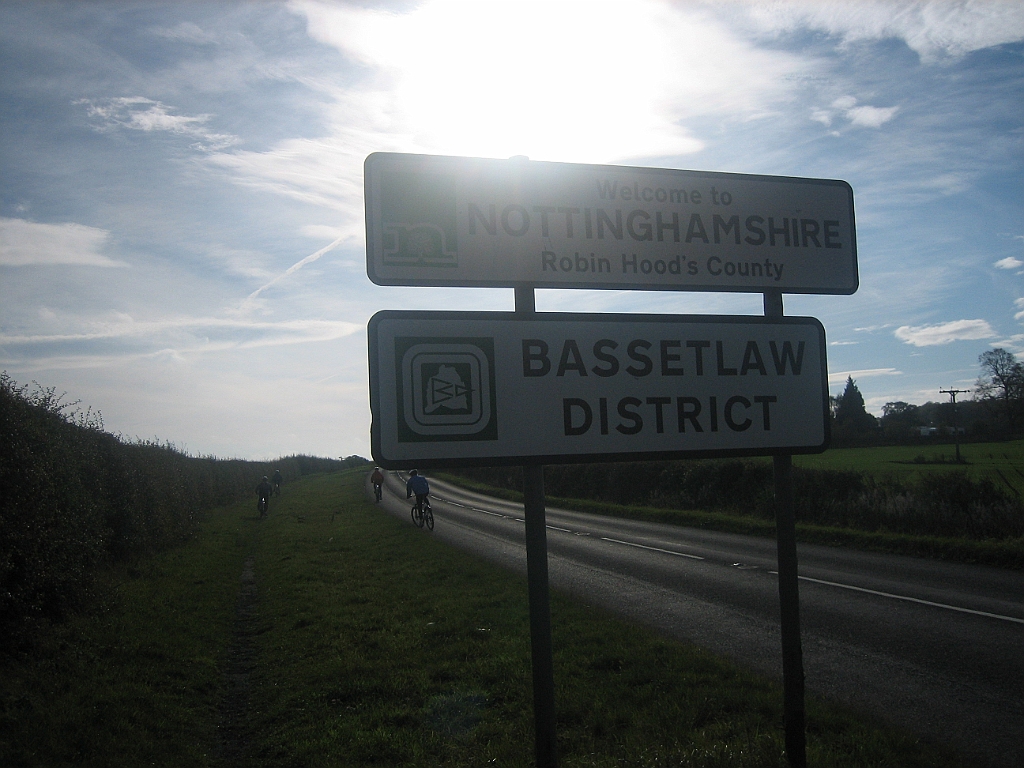 Welcome to
NOTTINGHAMSHIRE
Robin Hood's County
n
BASSETLAW
DISTRICT